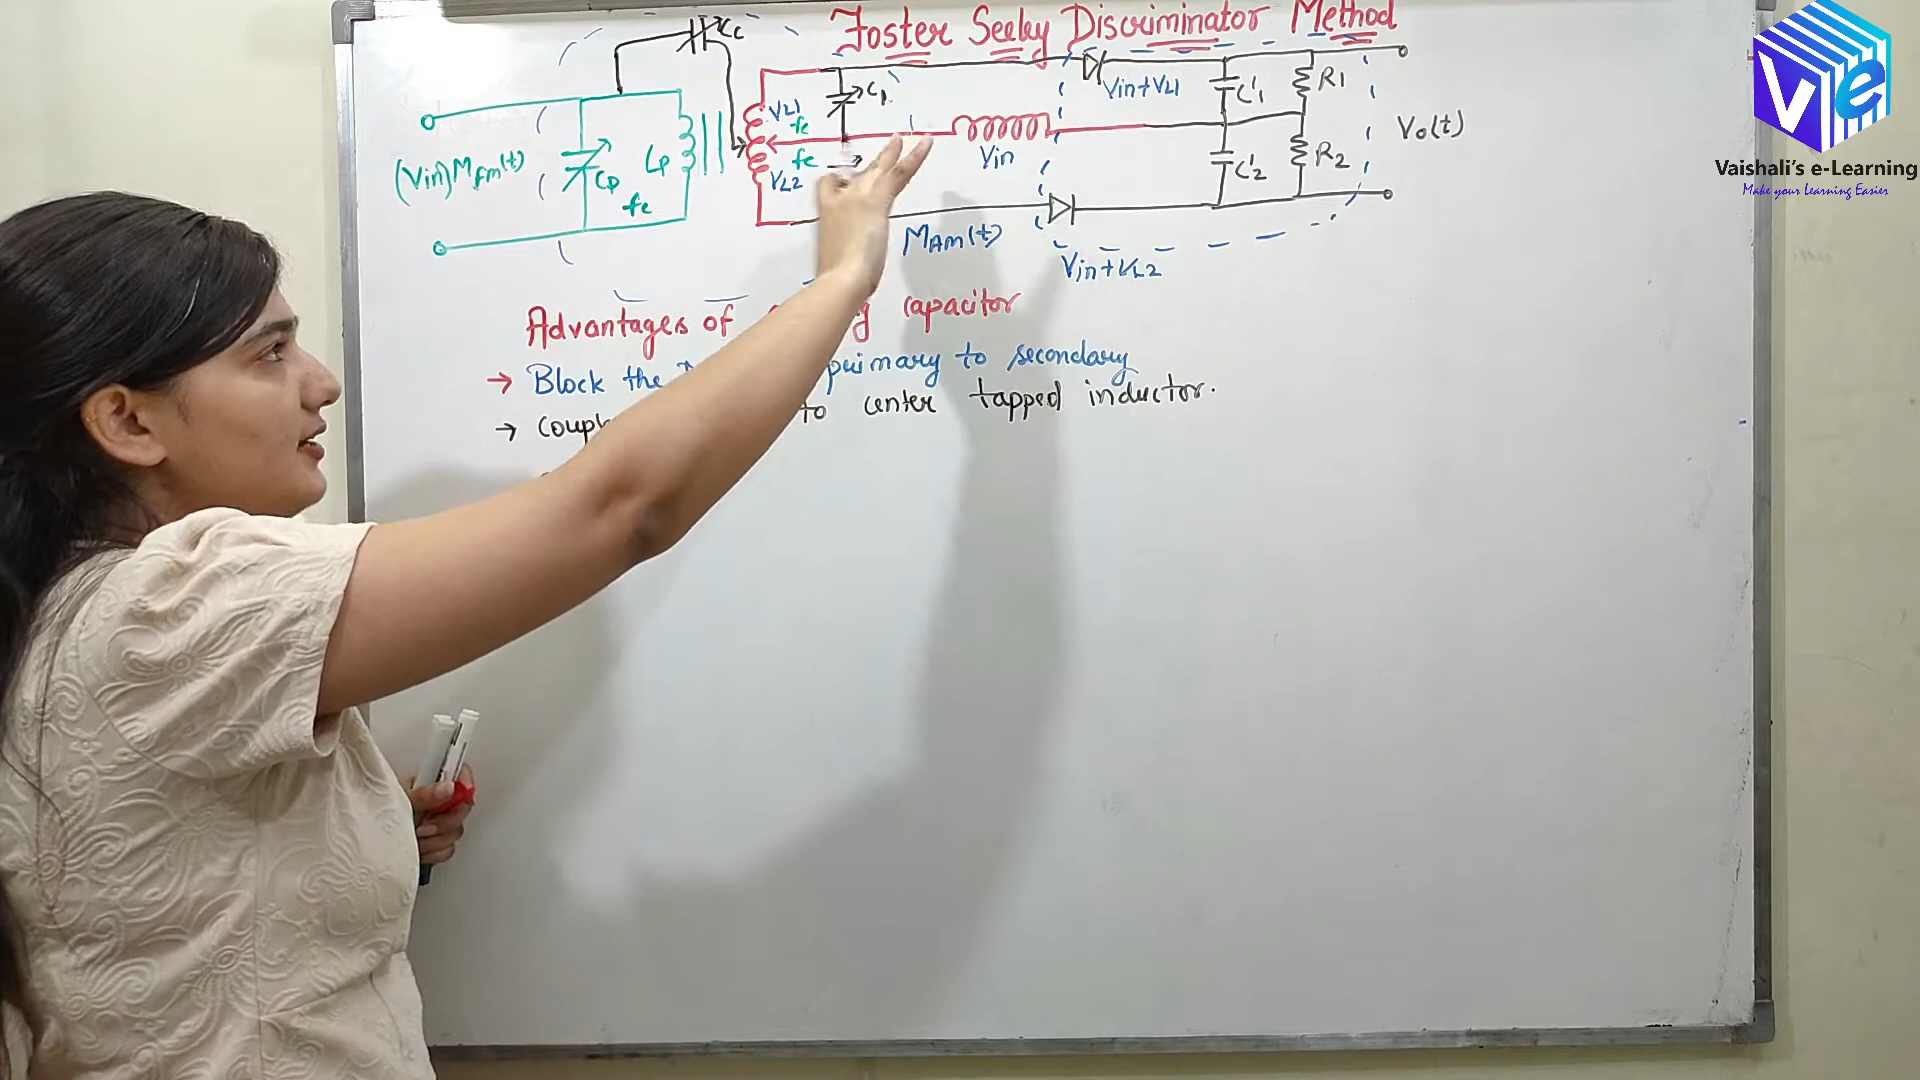 Foster Seeley Discriminator Method
Cc
C1
VL1
fc
fc
VL2
(Vin) Mfm(t)
Cp
Lp
fc
Vin
Vin+VL1
C'1
R1
C'2
R2
Vo(t)
MAM(t)
Vin+VL2
Advantages of capacitor
→ Block the primary to secondary
→ to center tapped inductor.
Ve
Vaishali's e-Learning
Make your Learning Easier